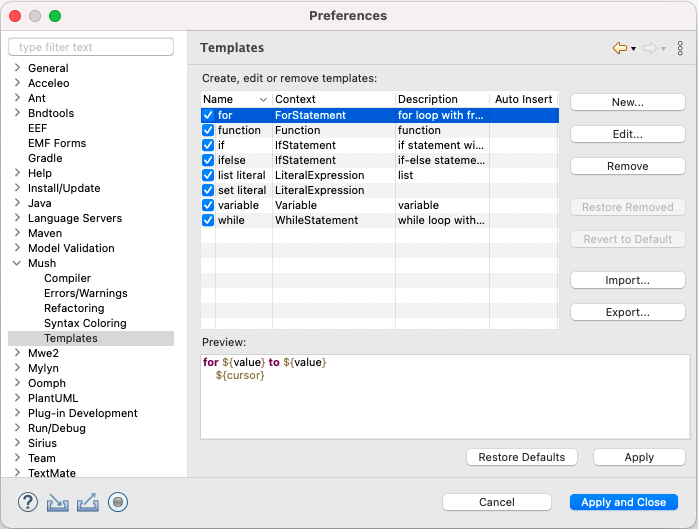 Preferences
type filter text
General
Acceleo
Ant
Bndtools
EEF
EMF Forms
Gradle
Help
Install/Update
Java
Language Servers
Maven
Model Validation
Mush
Compiler
Errors/Warnings
Refactoring
Syntax Coloring
Templates
Mwe2
Mylyn
Oomph
PlantUML
Plug-in Development
Run/Debug
Sirius
Team
TextMate
Templates
Create, edit or remove templates:
Name Context Description Auto Insert
for ForStatement for loop with fr...
function Function function
if IfStatement if statement wi...
ifelse IfStatement if-else stateme...
list literal LiteralExpression list
set literal LiteralExpression
variable Variable variable
while WhileStatement while loop with...
New...
Edit...
Remove
Restore Removed
Revert to Default
Import...
Export...
Preview:
for ${value} to ${value}
${cursor}
Restore Defaults Apply
? Cancel Apply and Close